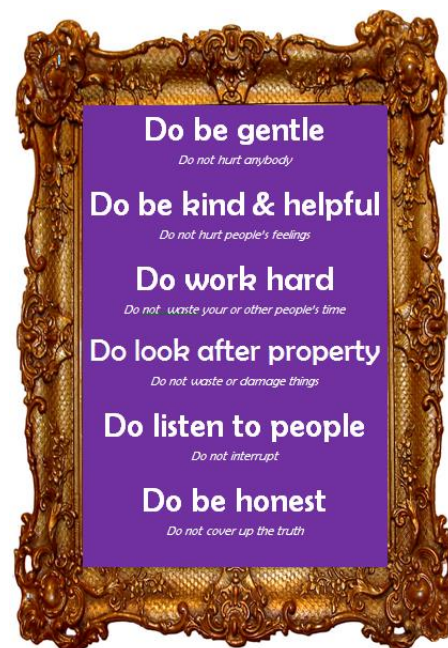 Do be gentle
Do not hurt anybody
Do be kind & helpful
Do not hurt people's feelings
Do work hard
Do not  waste your or other people's time
Do look after property
Do not waste or damage things
Do listen to people
Do not interrupt
Do be honest
Do not cover up the truth